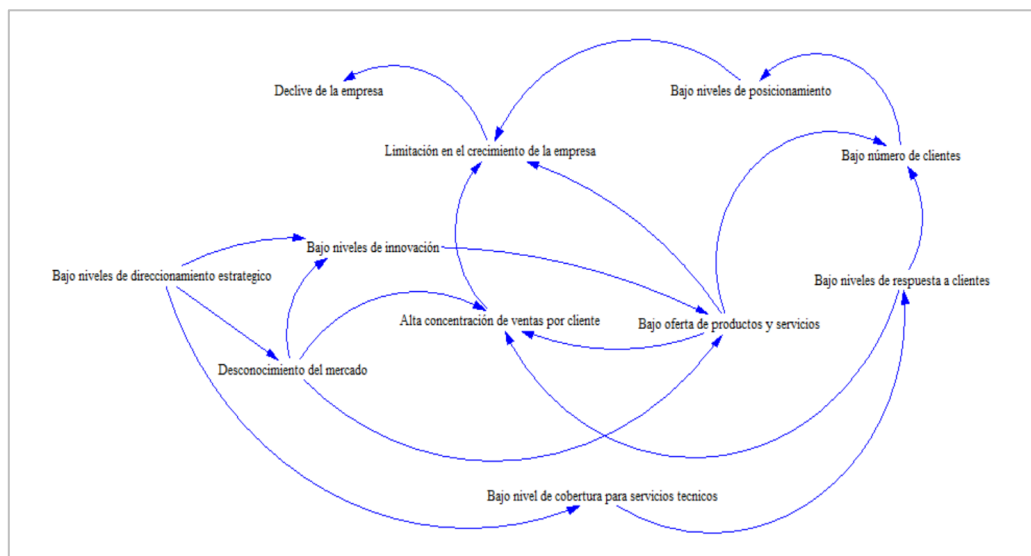 Declive de la empresa
Bajo niveles de posicionamiento
Limitación en el crecimiento de la empresa
Bajo número de clientes
Bajo niveles de innovación
Bajo niveles de direccionamiento estrategico
Bajo niveles de respuesta a clientes
Alta concentración de ventas por cliente
Bajo oferta de productos y servicios
Desconocimiento del mercado
Bajo nivel de cobertura para servicios tecnicos